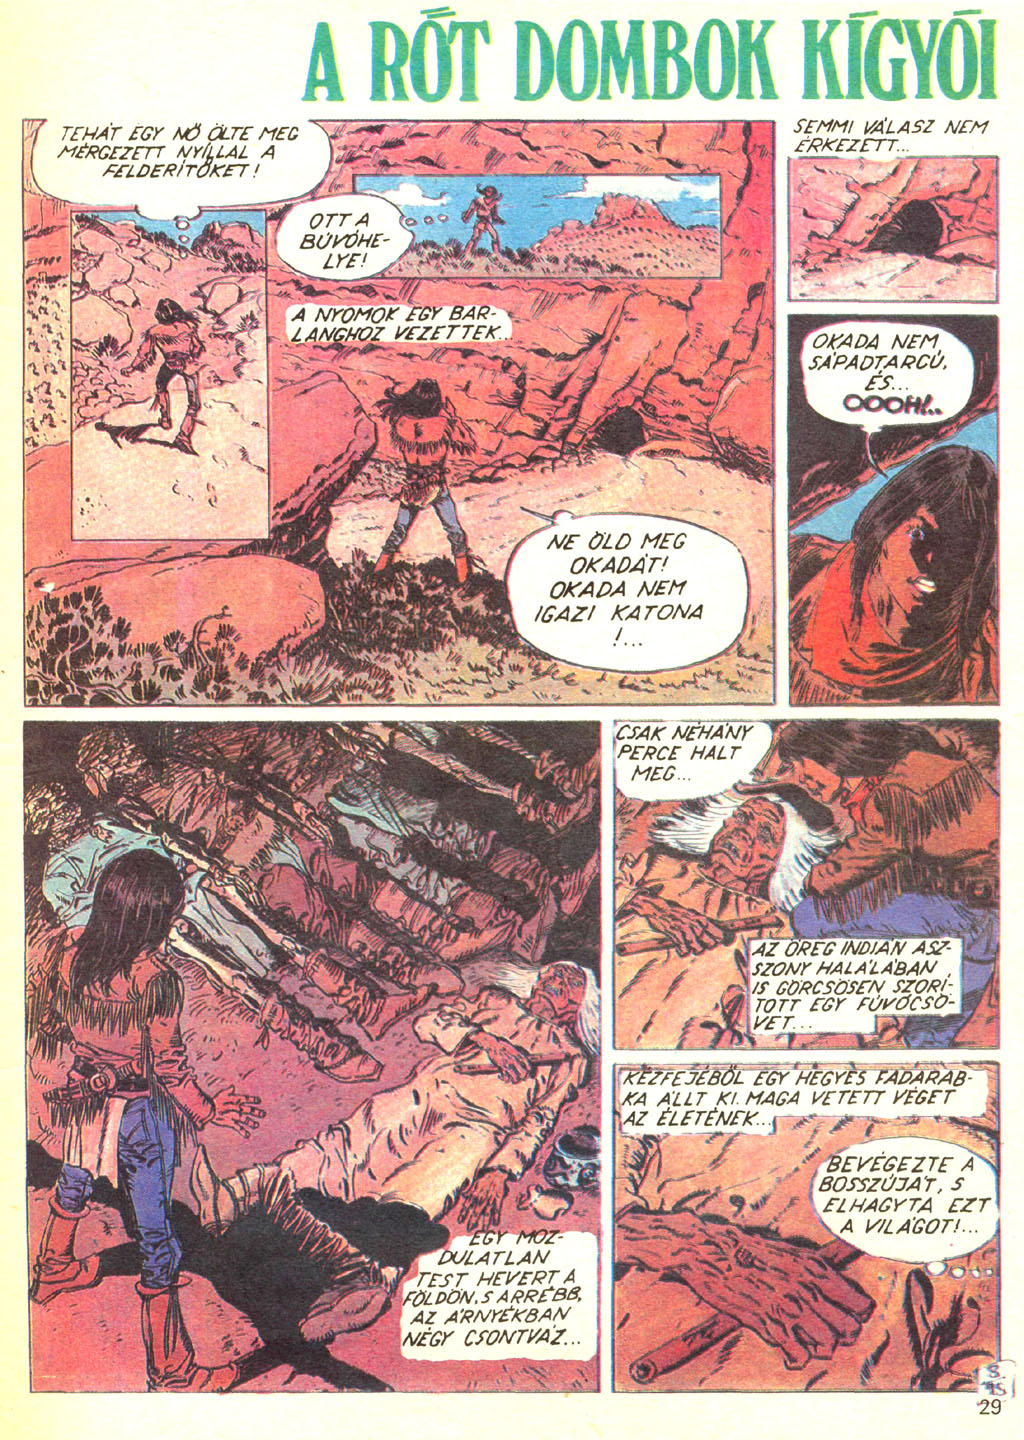 A RŐT DOMBOK KÍGYÓI
TEHÁT EGY NŐ ÖLTE MEG
MÉRGEZETT NYÍLLAL A
FELDERÍTŐKET!
OTT A
BÚVÓHE-
LYE!
A NYOMOK EGY BAR-
LANGHOZ VEZETTEK...
NE ÖLD MEG
OKADÁT!
OKADA NEM
IGAZI KATONA
!...
SEMMI VÁLASZ NEM
ÉRKEZETT...
OKADA NEM
SÁPADTARCÚ,
ÉS...
OOOH!..
EGY MOZ-
DULATLAN
TEST HEVERT A
FÖLDÖN, S ARRÉBB,
AZ ÁRNYÉKBAN
NÉGY CSONTVÁZ...
CSAK NÉHÁNY
PERCE HALT
MEG...
AZ ÖREG INDIÁN ASZ-
SZONY HALÁLÁBAN
IS GÖRCSÖSEN SZORÍ-
TOTT EGY FÚVÓCSÖ-
VET...
KÉZFEJÉBŐL EGY HEGYES FADARAB-
KA ÁLLT KI. MAGA VETETT VÉGET
AZ ÉLETÉNEK...
BEVÉGEZTE A
BOSSZÚJÁT, S
ELHAGYTA EZT
A VILÁGOT!...
8.
15
29